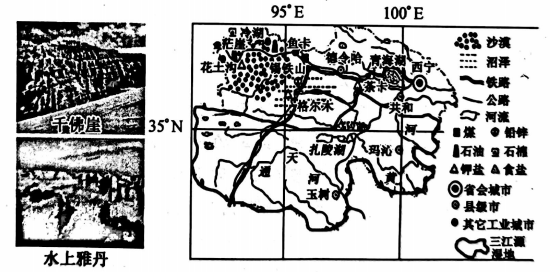 千佛崖
水上雅丹
95°E
100°E
35°N
冷湖
茫崖
鱼卡
花土沟
锡铁山
德令哈
青海湖
西宁
茶卡
格尔木
共和
扎陵湖
玛沁
河
黄
通
天
河
玉树
沙漠
沼泽
铁路
公路
河流
煤
铅锌
石油
石棉
钾盐
食盐
省会城市
县级市
其它工业城市
三江源
湿地